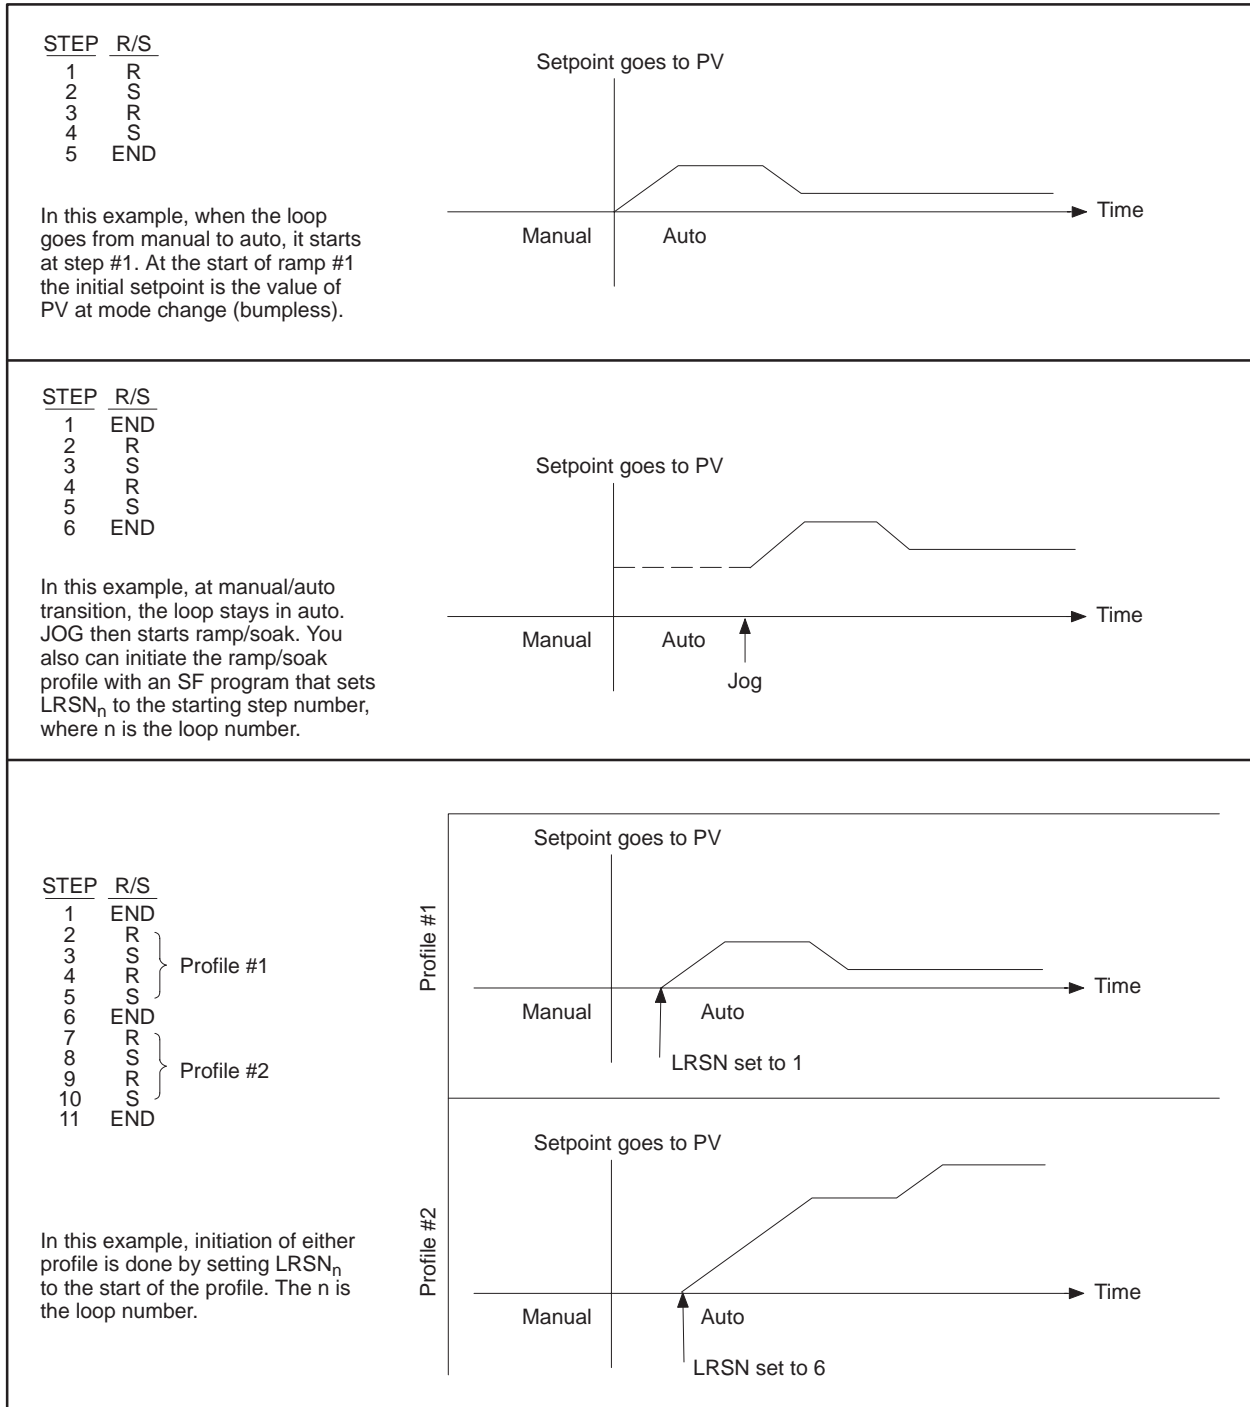 STEP R/S
1 R
2 S
3 R
4 S
5 END
In this example, when the loop
goes from manual to auto, it starts
at step #1. At the start of ramp #1
the initial setpoint is the value of
PV at mode change (bumpless).
Setpoint goes to PV
Time
Manual Auto
STEP R/S
1 END
2 R
3 S
4 R
5 S
6 END
In this example, at manual/auto
transition, the loop stays in auto.
JOG then starts ramp/soak. You
also can initiate the ramp/soak
profile with an SF program that sets
LRSNn to the starting step number,
where n is the loop number.
Setpoint goes to PV
Time
Manual Auto
Jog
STEP R/S
1 END
2 R
3 S
4 R
5 S
6 END
7 R
8 S
9 R
10 S
11 END
Profile #1
Profile #2
In this example, initiation of either
profile is done by setting LRSNn
to the start of the profile. The n is
the loop number.
Profile #1
Setpoint goes to PV
Time
Manual Auto
LRSN set to 1
Profile #2
Setpoint goes to PV
Time
Manual Auto
LRSN set to 6